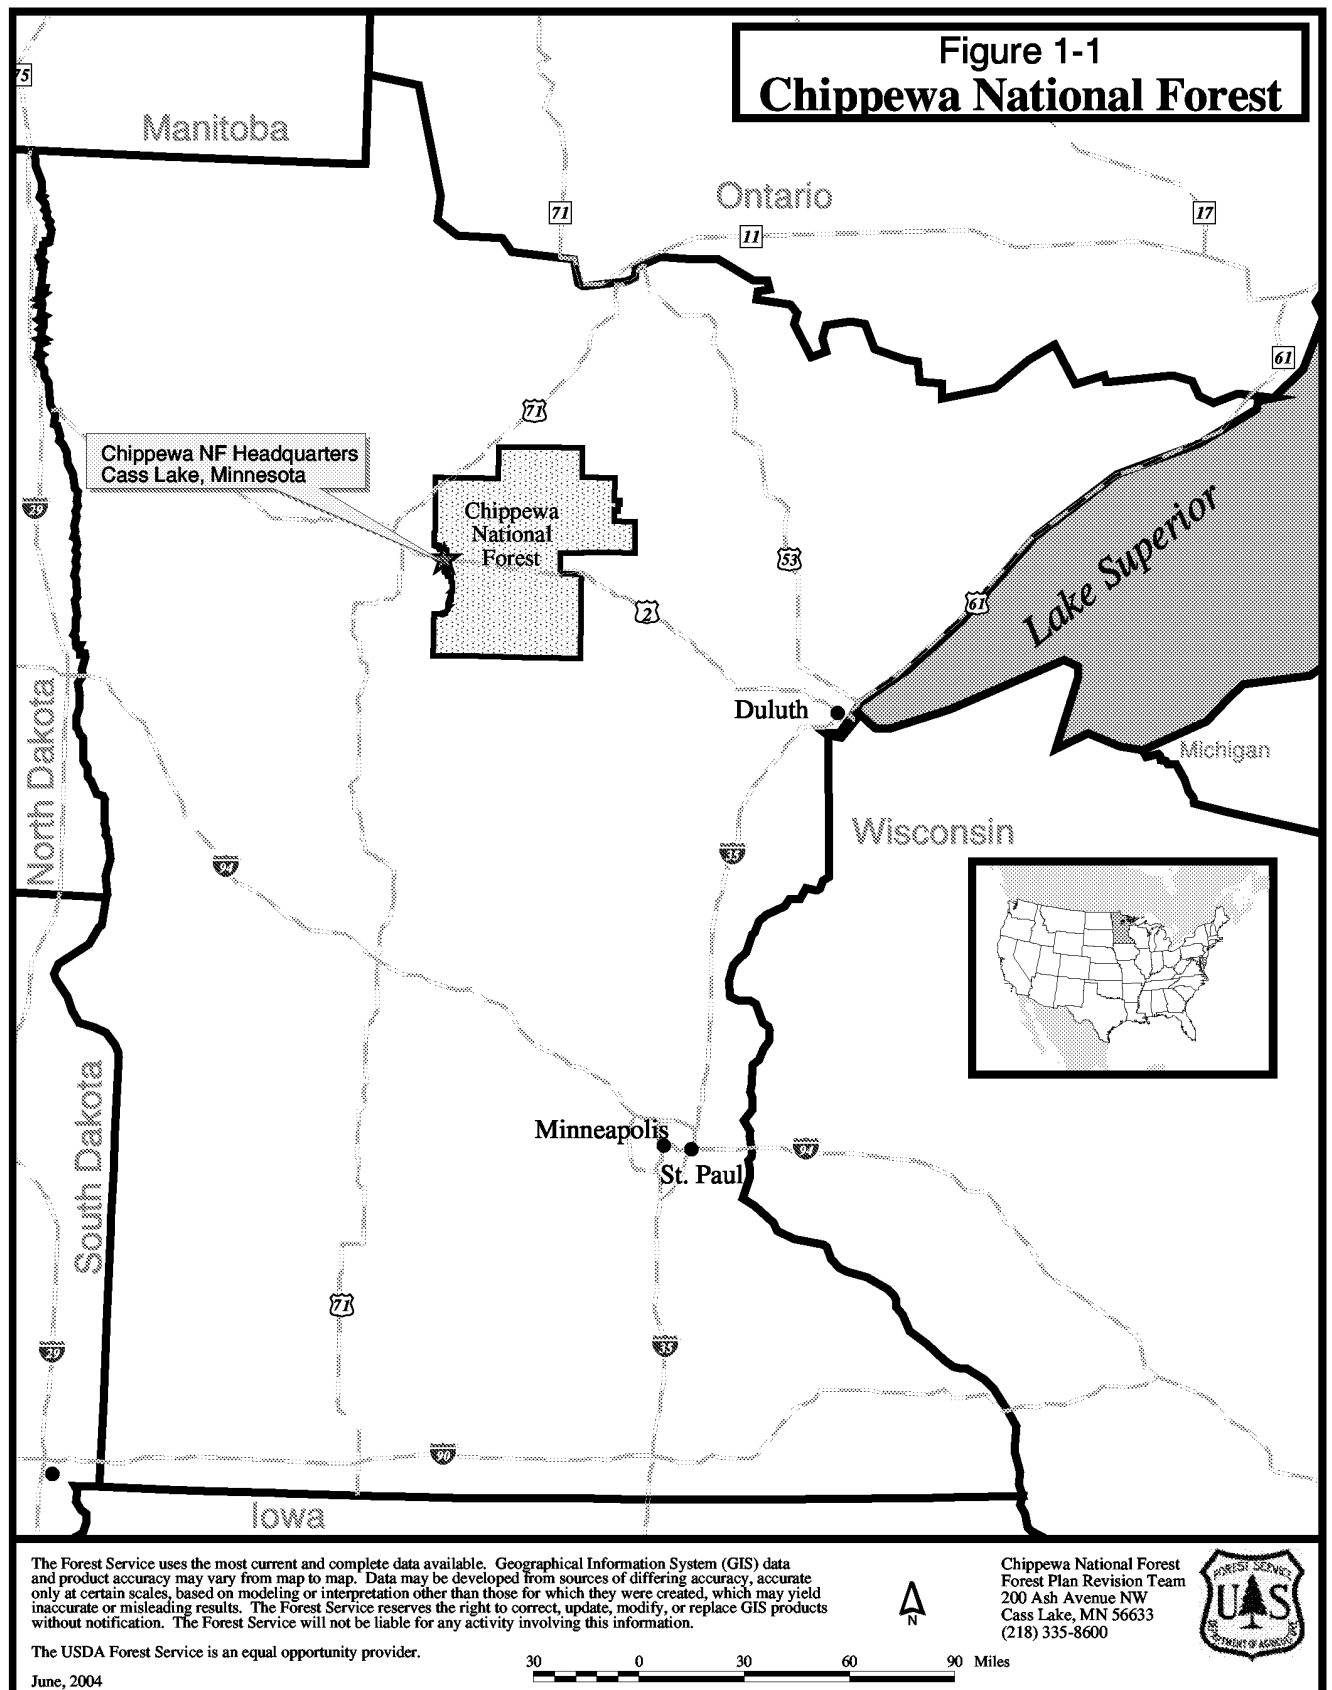 Figure 1-1
Chippewa National Forest
75
Manitoba
Ontario
71
11
17
61
71
Chippewa NF Headquarters
Cass Lake, Minnesota
29
Chippewa
National
Forest
53
2
61
Lake Superior
Duluth
North Dakota
Michigan
Wisconsin
94
35
South Dakota
Minneapolis
St. Paul
94
71
29
35
90
Iowa
The Forest Service uses the most current and complete data available. Geographical Information System (GIS) data
and product accuracy may vary from map to map. Data may be developed from sources of differing accuracy, accurate
only at certain scales, based on modeling or interpretation other than those for which they were created, which may yield
inaccurate or misleading results. The Forest Service reserves the right to correct, update, modify, or replace GIS products
without notification. The Forest Service will not be liable for any activity involving this information.
The USDA Forest Service is an equal opportunity provider.
June, 2004
N
30 0 30 60 90 Miles
Chippewa National Forest
Forest Plan Revision Team
200 Ash Avenue NW
Cass Lake, MN 56633
(218) 335-8600
FOREST SERVICE
U S
DEPARTMENT OF AGRICULTURE